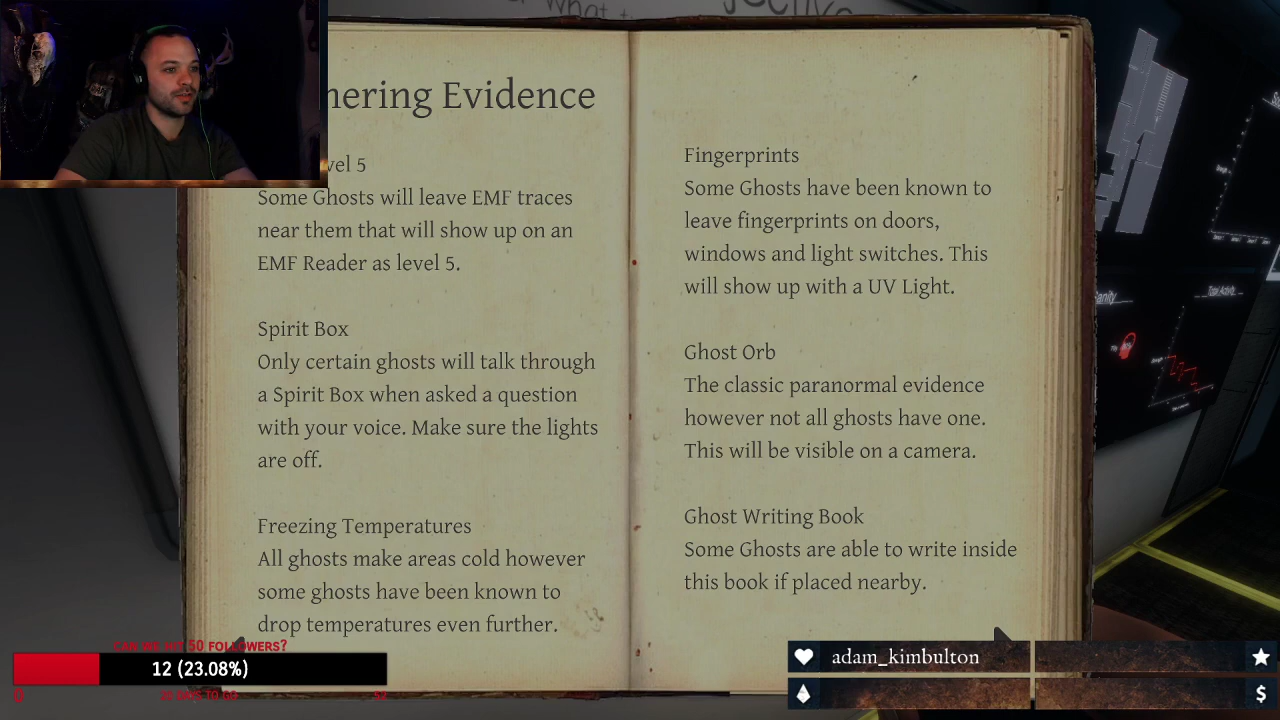 hering Evidence
vel 5
Some Ghosts will leave EMF traces
near them that will show up on an
EMF Reader as level 5.
Spirit Box
Only certain ghosts will talk through
a Spirit Box when asked a question
with your voice. Make sure the lights
are off.
Freezing Temperatures
All ghosts make areas cold however
some ghosts have been known to
drop temperatures even further.
Fingerprints
Some Ghosts have been known to
leave fingerprints on doors,
windows and light switches. This
will show up with a UV Light.
Ghost Orb
The classic paranormal evidence
however not all ghosts have one.
This will be visible on a camera.
Ghost Writing Book
Some Ghosts are able to write inside
this book if placed nearby.
CAN WE HIT 50 FOLLOWERS?
12 (23.08%)
0
adam_kimbulton
$